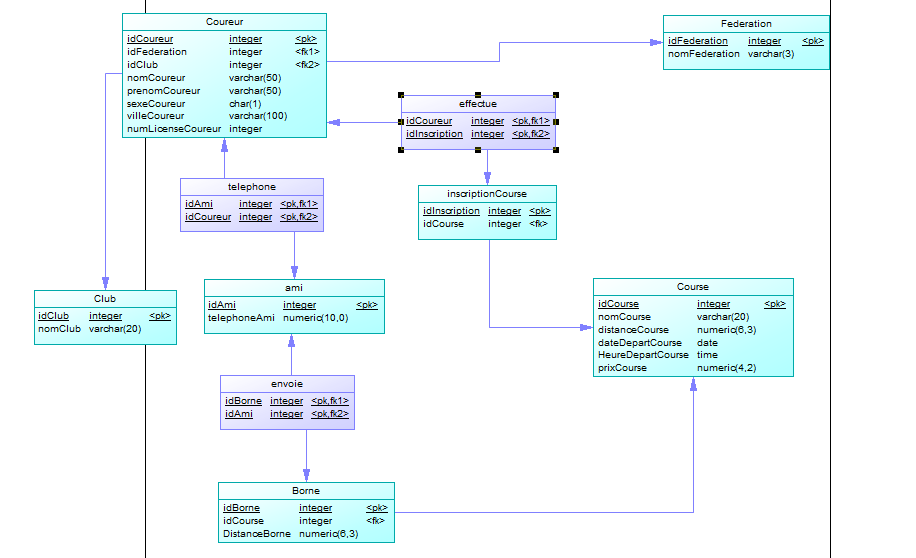 Coureur
idCoureur integer <pk>
idFederation integer <fk1>
idClub integer <fk2>
nomCoureur varchar(50)
prenomCoureur varchar(50)
sexeCoureur char(1)
villeCoureur varchar(100)
numLicenseCoureur integer
Federation
idFederation integer <pk>
nomFederation varchar(3)
effectue
idCoureur integer <pk,fk1>
idInscription integer <pk,fk2>
telephone
idAmi integer <pk,fk1>
idCoureur integer <pk,fk2>
inscriptionCourse
idInscription integer <pk>
idCourse integer <fk>
Club
idClub integer <pk>
nomClub varchar(20)
ami
idAmi integer <pk>
telephoneAmi numeric(10,0)
Course
idCourse integer <pk>
nomCourse varchar(20)
distanceCourse numeric(6,3)
dateDepartCourse date
HeureDepartCourse time
prixCourse numeric(4,2)
envoie
idBorne integer <pk,fk1>
idAmi integer <pk,fk2>
Borne
idBorne integer <pk>
idCourse integer <fk>
DistanceBorne numeric(6,3)